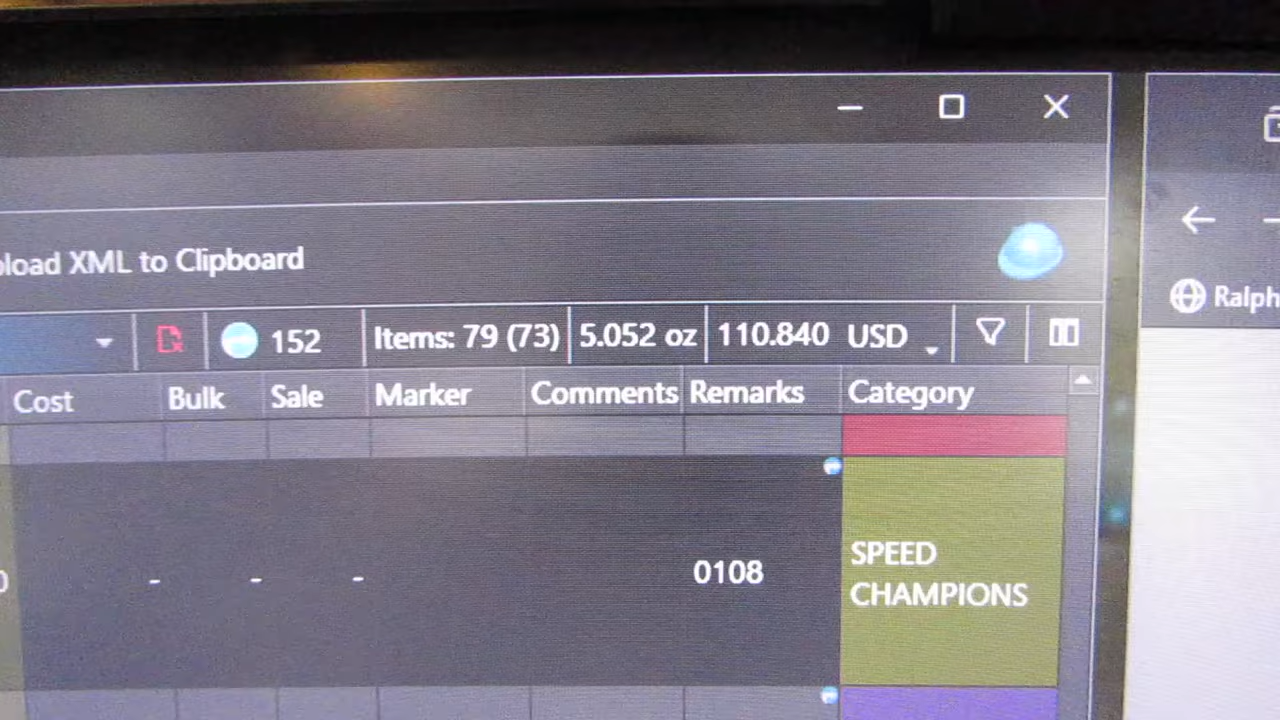 XML to Clipboard
152 Items: 79 (73) 5.052 oz 110.840 USD
Cost Bulk Sale Marker Comments Remarks Category
- - - 0108 SPEED
CHAMPIONS
Ralph